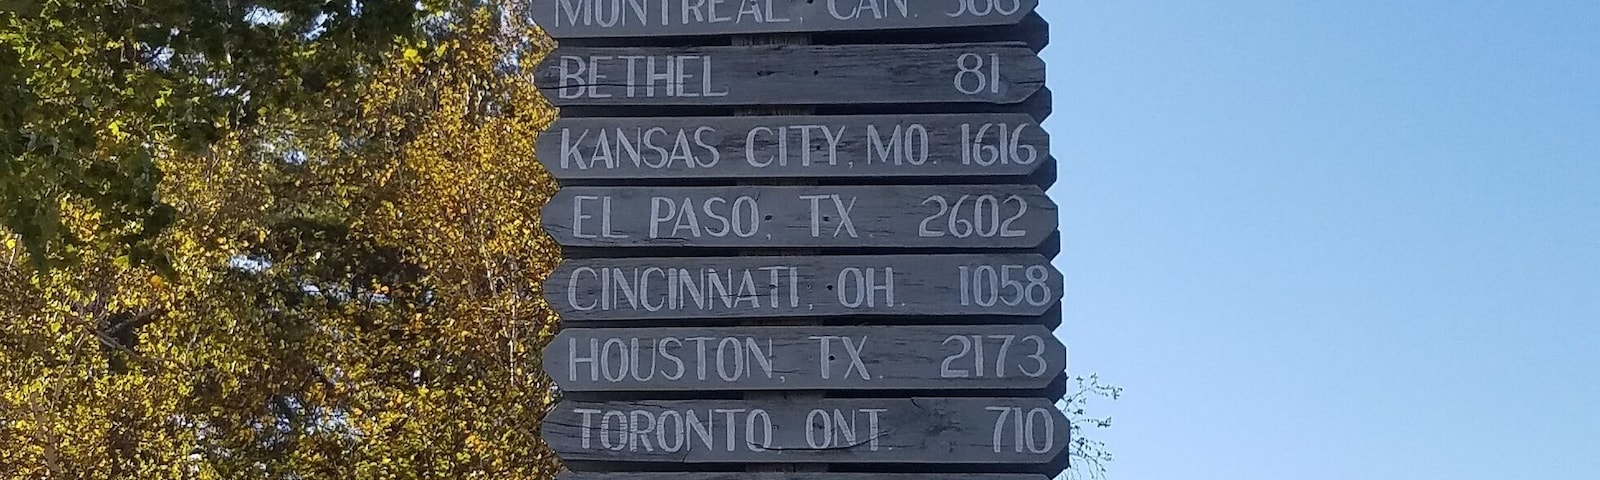 MONTREAL, CAN. 368
BETHEL 81
KANSAS CITY, MO. 1616
EL PASO, TX. 2602
CINCINNATI, OH. 1058
HOUSTON, TX. 2173
TORONTO, ONT. 710